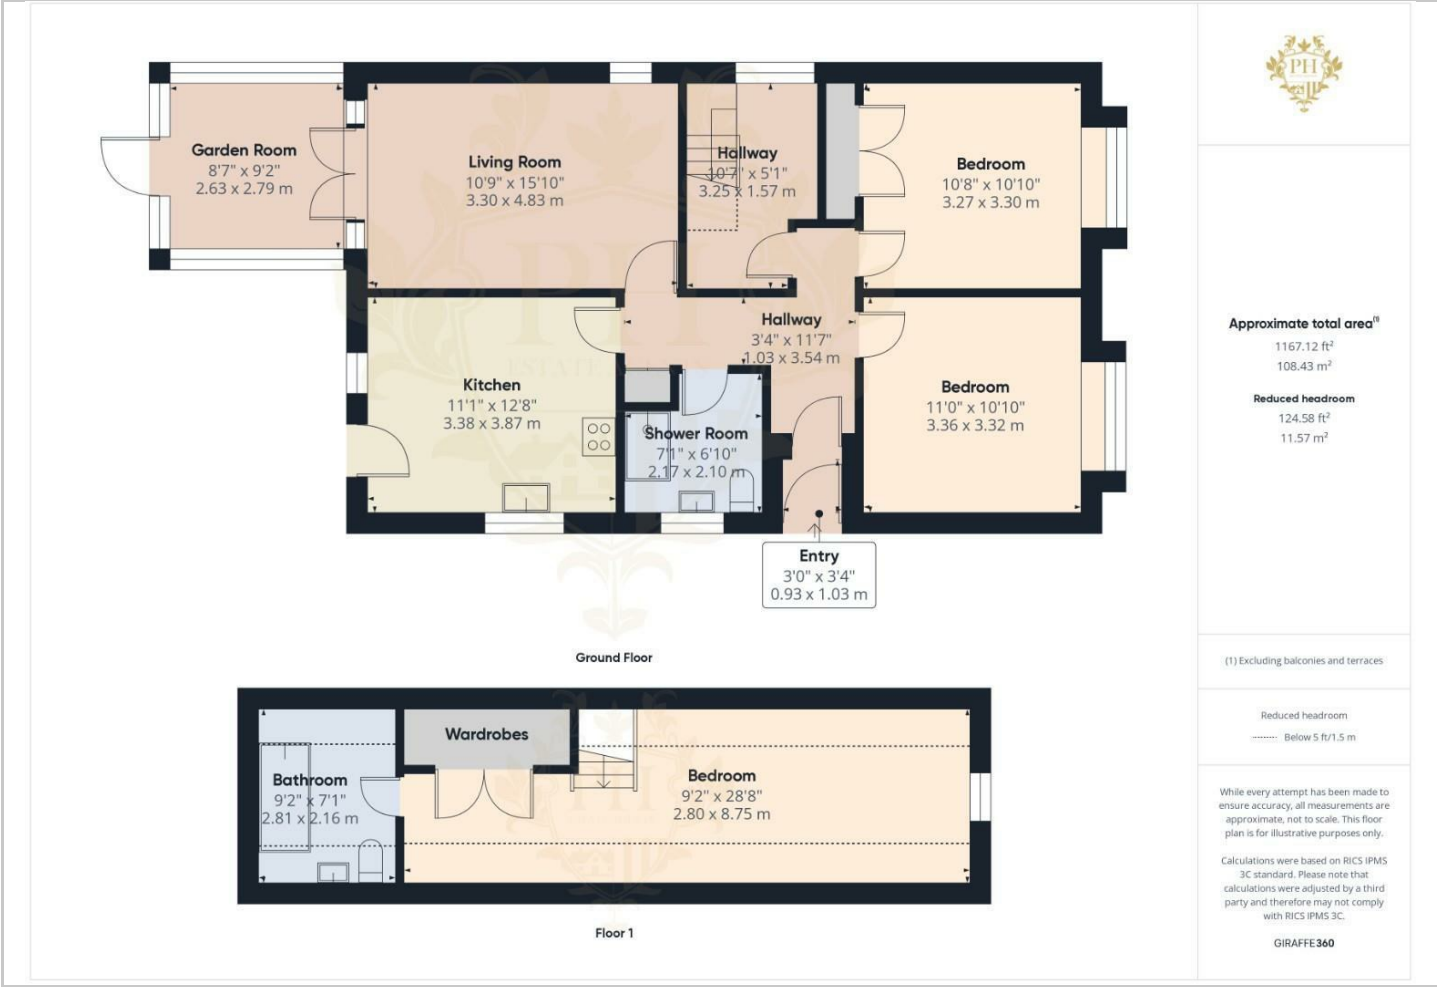 PH
Garden Room
8'7" x 9'2"
2.63 x 2.79 m
Living Room
10'9" x 15'10"
3.30 x 4.83 m
Hallway
10'7" x 5'1"
3.25 x 1.57 m
Bedroom
10'8" x 10'10"
3.27 x 3.30 m
Hallway
3'4" x 11'7"
1.03 x 3.54 m
Kitchen
11'1" x 12'8"
3.38 x 3.87 m
Shower Room
7'1" x 6'10"
2.17 x 2.10 m
Bedroom
11'0" x 10'10"
3.36 x 3.32 m
Entry
3'0" x 3'4"
0.93 x 1.03 m
Ground Floor
Bathroom
9'2" x 7'1"
2.81 x 2.16 m
Wardrobes
Bedroom
9'2" x 28'8"
2.80 x 8.75 m
Floor 1
Approximate total area(1)
1167.12 ft²
108.43 m²
Reduced headroom
124.58 ft²
11.57 m²
(1) Excluding balconies and terraces
Reduced headroom
Below 5 ft/1.5 m
While every attempt has been made to
ensure accuracy, all measurements are
approximate, not to scale. This floor
plan is for illustrative purposes only.
Calculations were based on RICS IPMS
3C standard. Please note that
calculations were adjusted by a third
party and therefore may not comply
with RICS IPMS 3C.
GIRAFFE360